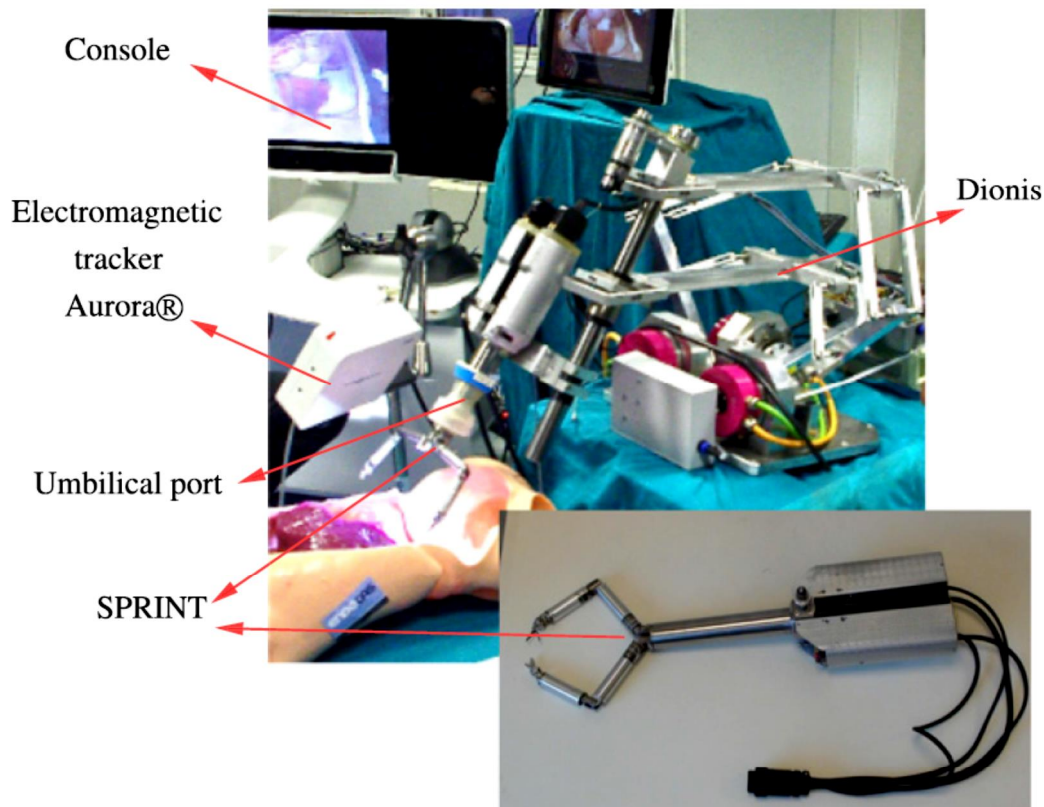 Console
Electromagnetic
tracker
Aurora®
Dionis
Umbilical port
SPRINT